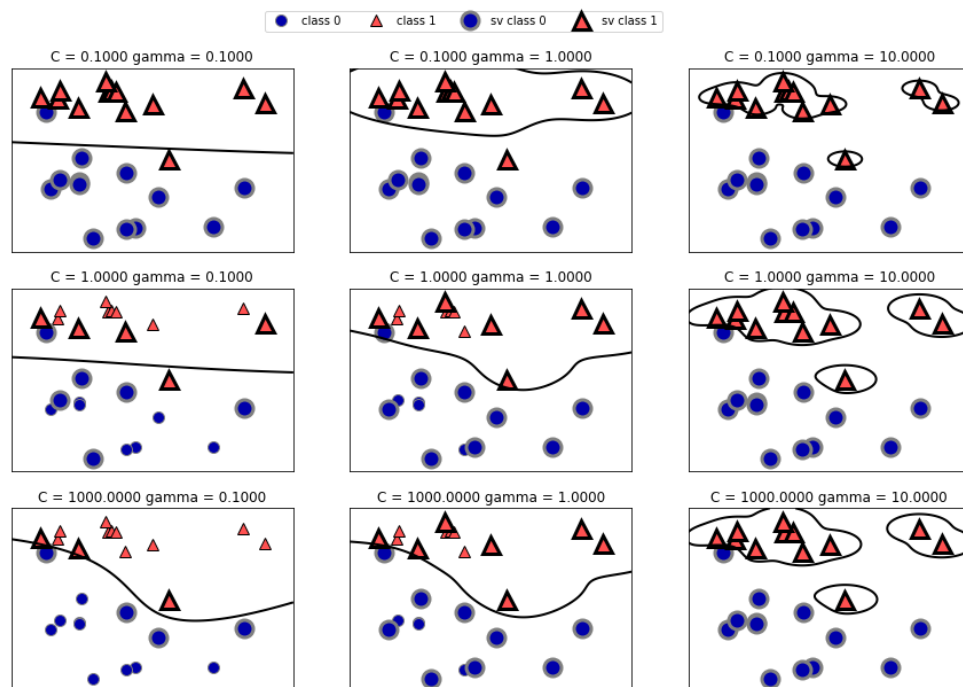 class 0 class 1 sv class 0 sv class 1
C = 0.1000 gamma = 0.1000
C = 0.1000 gamma = 1.0000
C = 0.1000 gamma = 10.0000
C = 1.0000 gamma = 0.1000
C = 1.0000 gamma = 1.0000
C = 1.0000 gamma = 10.0000
C = 1000.0000 gamma = 0.1000
C = 1000.0000 gamma = 1.0000
C = 1000.0000 gamma = 10.0000